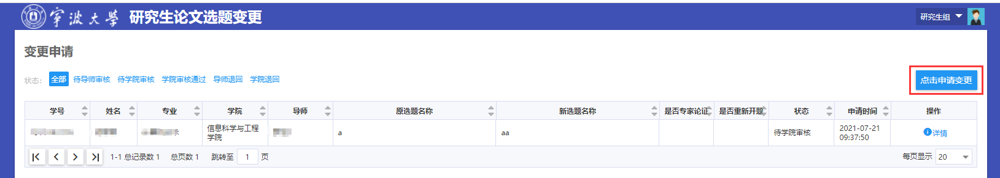 宁波大学 研究生论文选题变更 研究生组
变更申请
状态： 全部 待导师审核 待学院审核 学院审核通过 导师退回 学院退回 点击申请变更
学号 姓名 专业 学院 导师 原选题名称 新选题名称 是否专家论证 是否重新开题 状态 申请时间 操作
信息科学与工程学院 a aa 待学院审核 2021-07-21 09:37:50 详情
1-1 总记录数 1 总页数 1 跳转至 1 页 每页显示 20